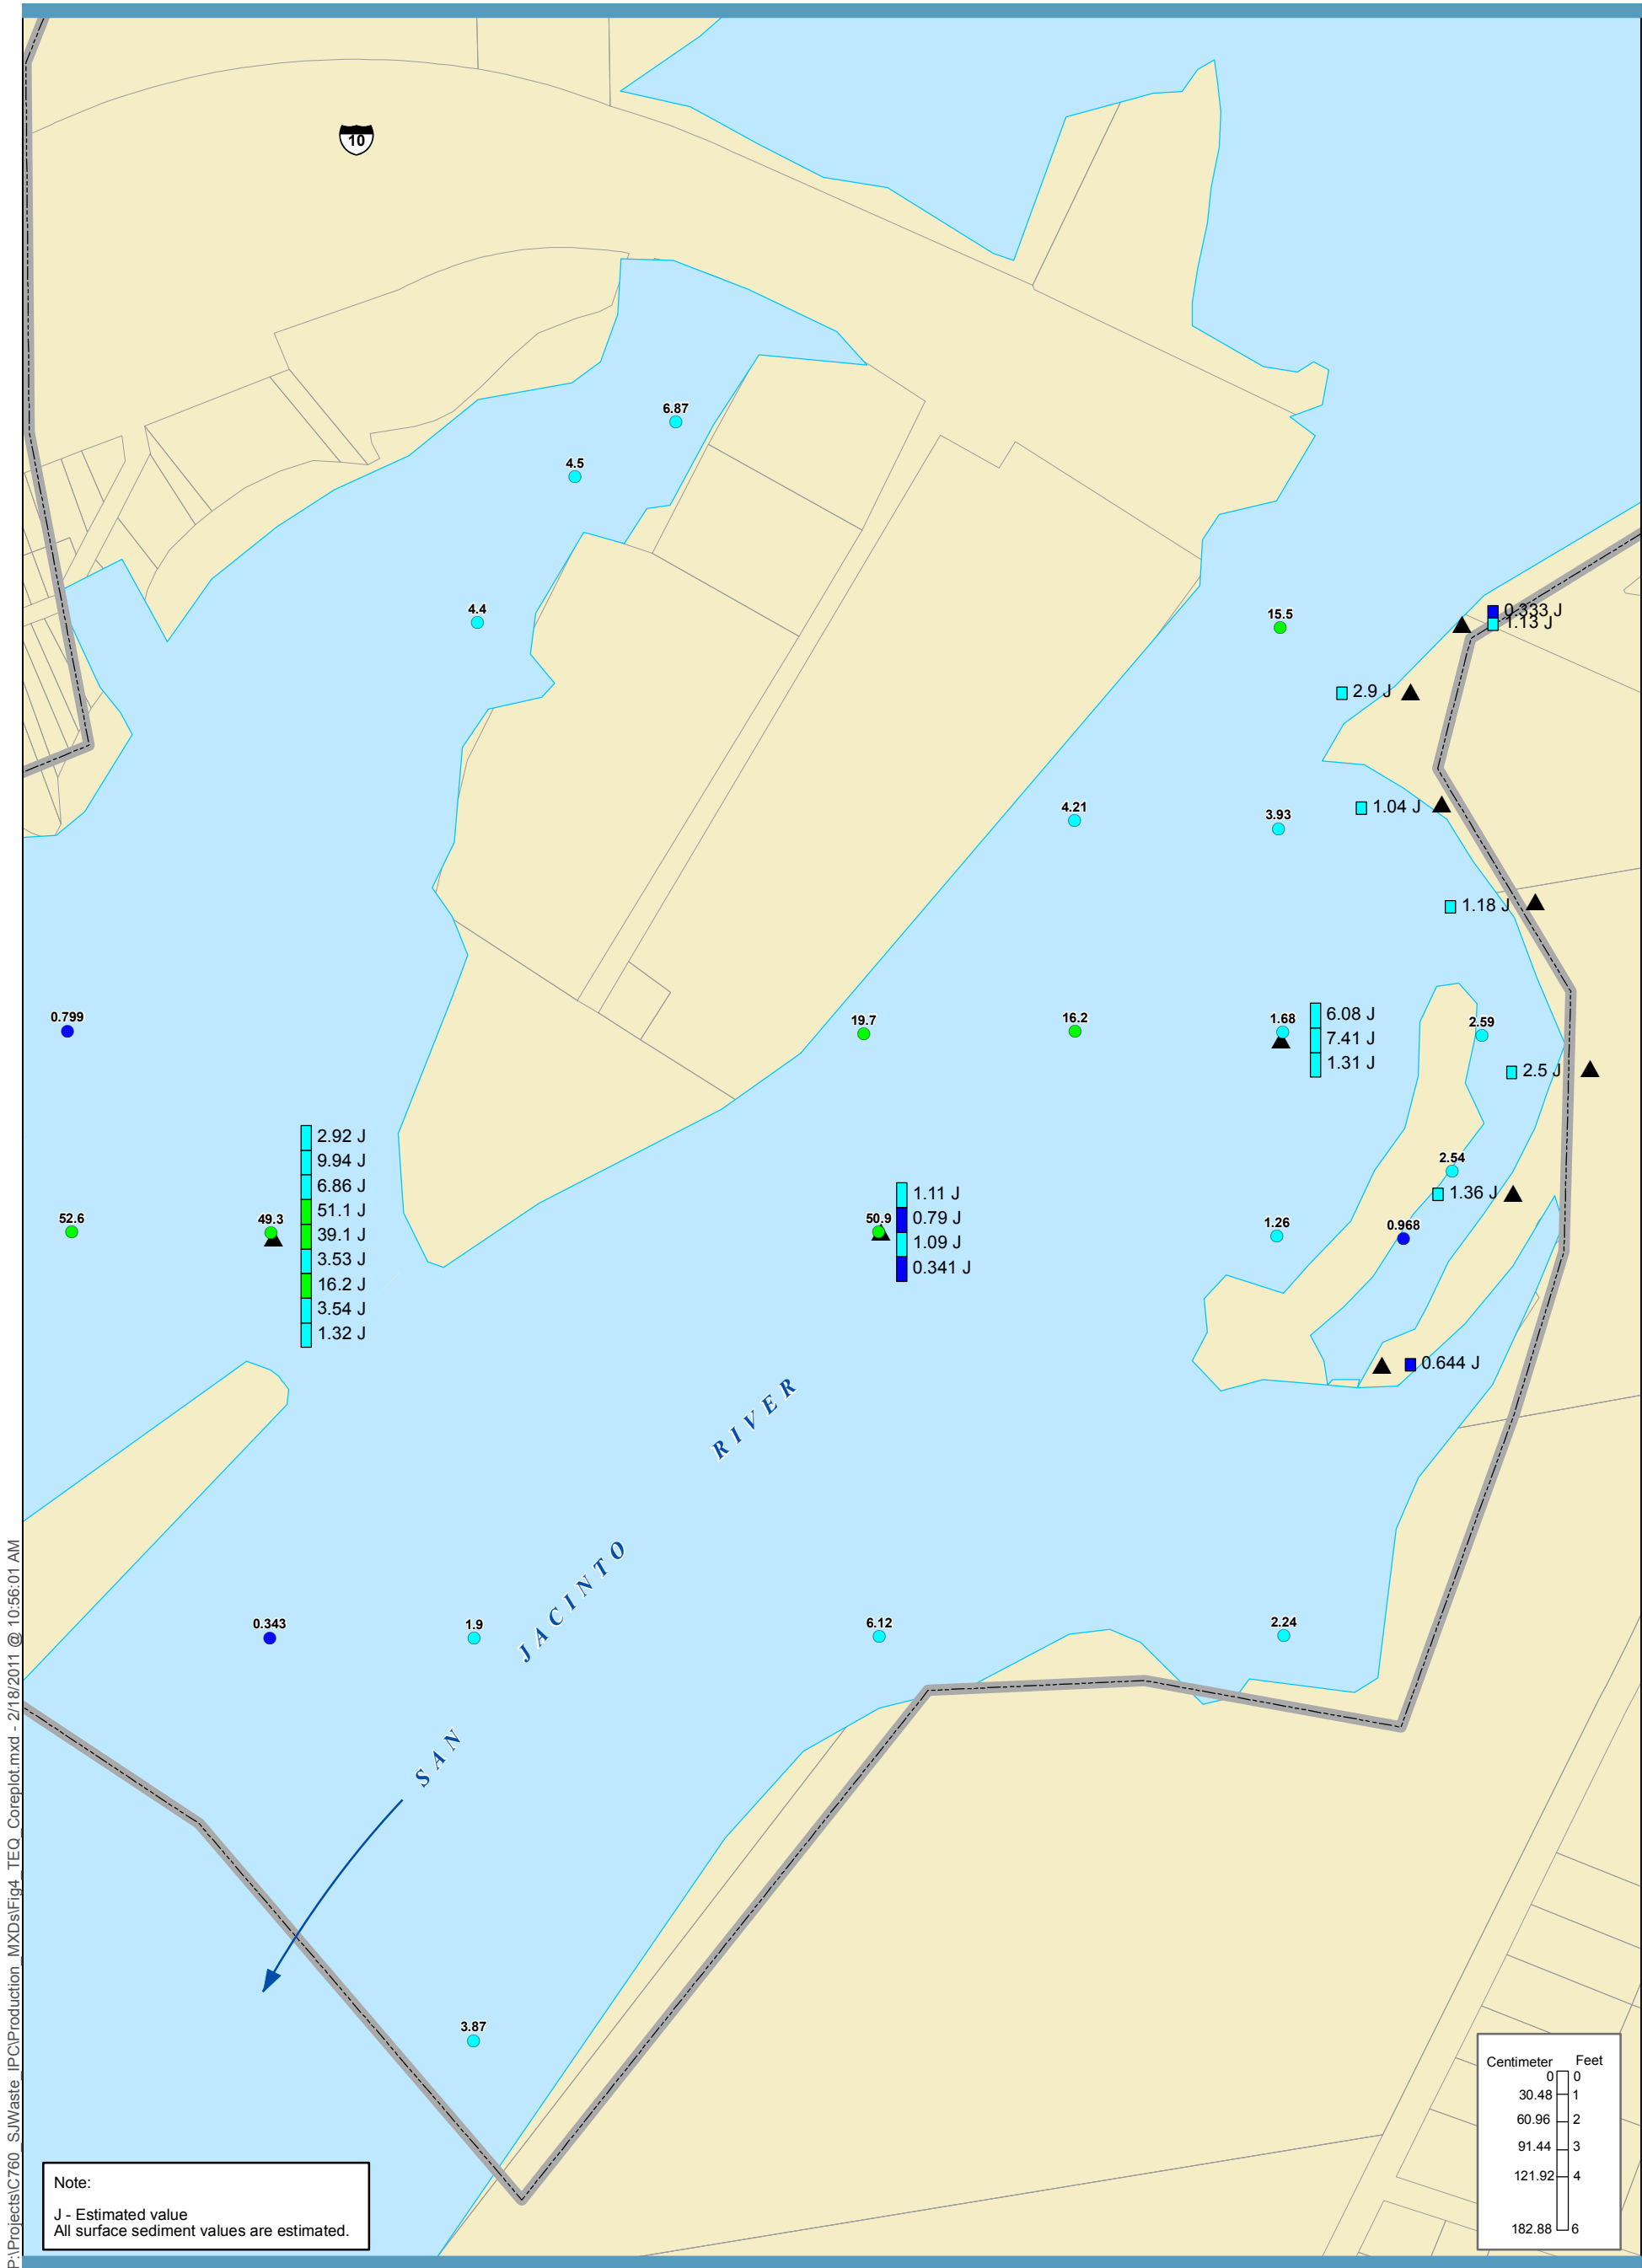 10
6.87
4.5
4.4
15.5
0.333 J
1.13 J
2.9 J
4.21
3.93
1.04 J
1.18 J
0.799
19.7
16.2
1.68
6.08 J
7.41 J
1.31 J
2.59
2.5 J
2.92 J
9.94 J
6.86 J
51.1 J
39.1 J
3.53 J
16.2 J
3.54 J
1.32 J
52.6
49.3
50.9
1.11 J
0.79 J
1.09 J
0.341 J
2.54
1.36 J
1.26
0.968
0.644 J
RIVER
JACINTO
SAN
0.343
1.9
6.12
2.24
3.87
Centimeter Feet
0 0
30.48 1
60.96 2
91.44 3
121.92 4
182.88 6
Note:
J - Estimated value
All surface sediment values are estimated.
P:\Projects\C760_SJWaste_IPC\Production_MXDs\Fig4_TEQ_Coreplot.mxd - 2/18/2011 @ 10:56:01 AM